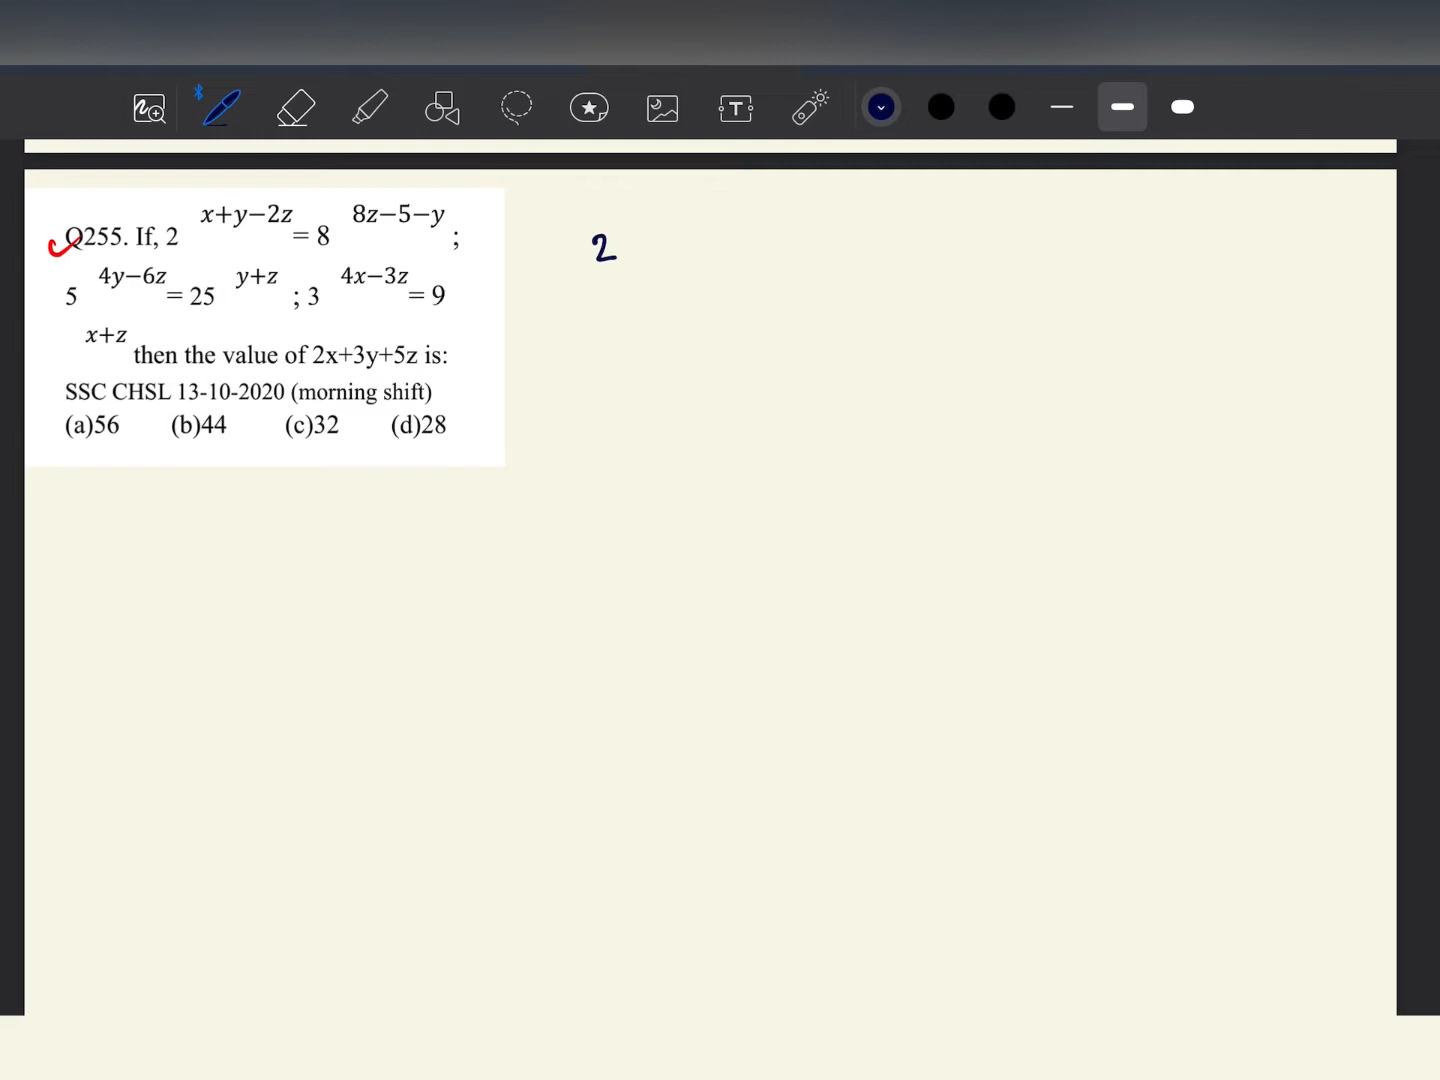 Q255. If, 2 x+y−2z = 8 8z−5−y ;
5 4y−6z = 25 y+z ; 3 4x−3z = 9
x+z then the value of 2x+3y+5z is:
SSC CHSL 13-10-2020 (morning shift)
(a)56 (b)44 (c)32 (d)28
2